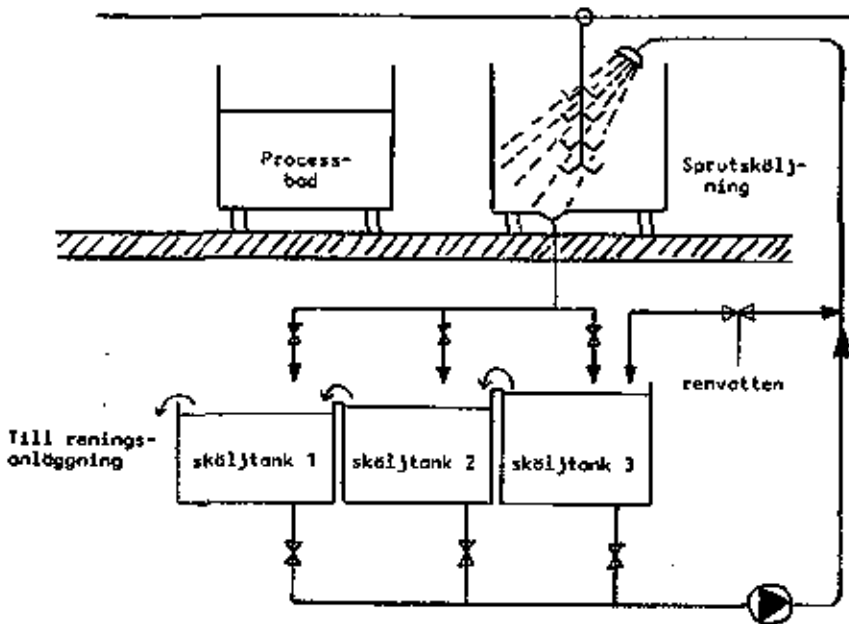 Process-
bad
Sprutskölj-
ning
renvatten
Till renings-
anläggning
sköljtank 1
sköljtank 2
sköljtank 3